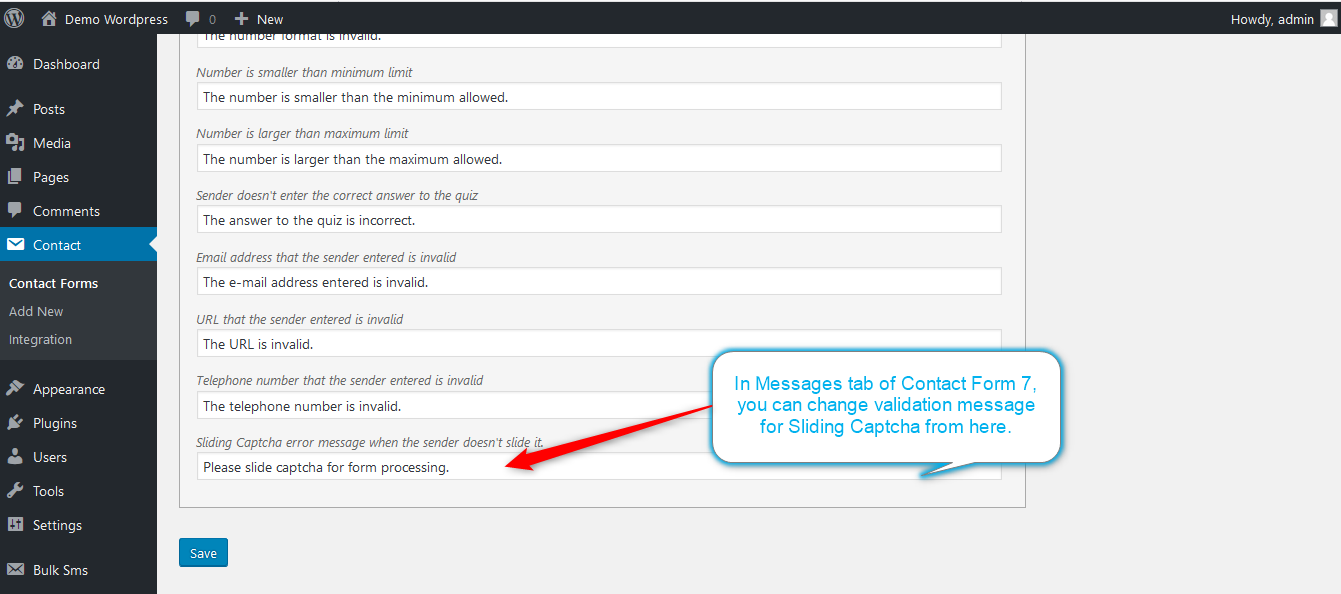 Demo Wordpress 0 New Howdy, admin
Dashboard
Posts
Media
Pages
Comments
Contact
Contact Forms
Add New
Integration
Appearance
Plugins
Users
Tools
Settings
Bulk Sms
The number format is invalid.
Number is smaller than minimum limit
The number is smaller than the minimum allowed.
Number is larger than maximum limit
The number is larger than the maximum allowed.
Sender doesn't enter the correct answer to the quiz
The answer to the quiz is incorrect.
Email address that the sender entered is invalid
The e-mail address entered is invalid.
URL that the sender entered is invalid
The URL is invalid.
Telephone number that the sender entered is invalid
The telephone number is invalid.
Sliding Captcha error message when the sender doesn't slide it.
Please slide captcha for form processing.
In Messages tab of Contact Form 7,
you can change validation message
for Sliding Captcha from here.
Save